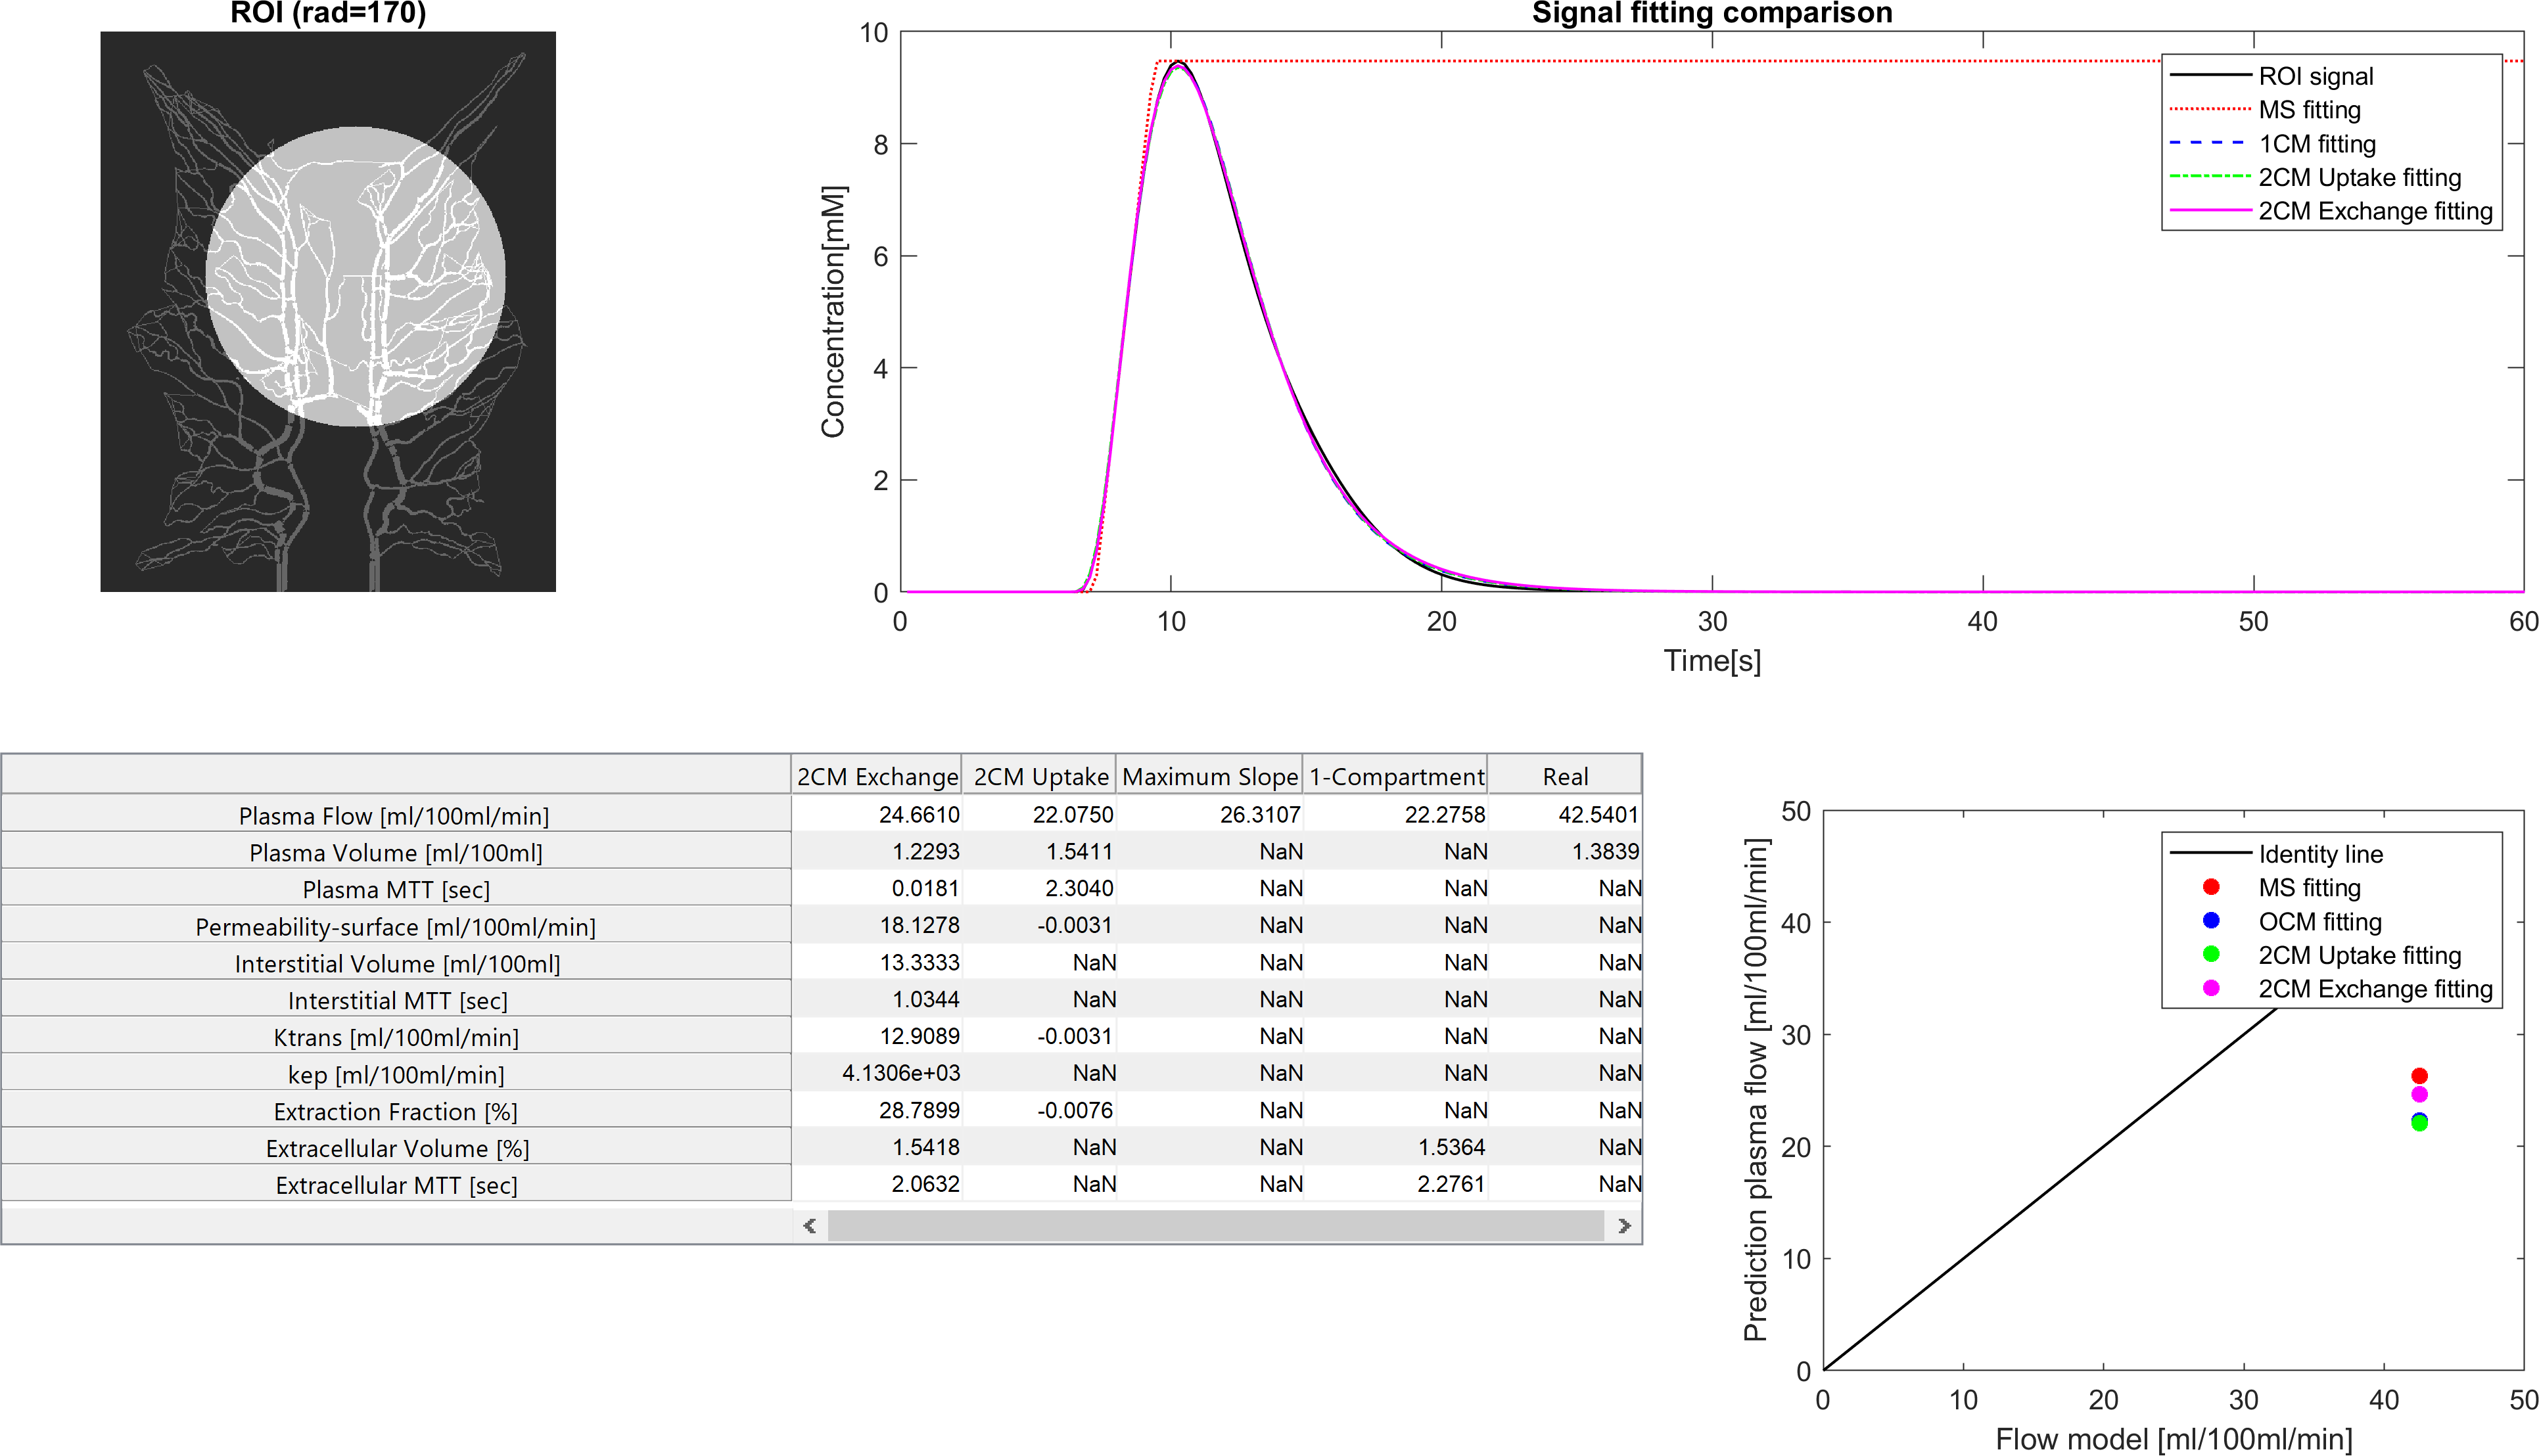 ROI (rad=170)
Signal fitting comparison
10
8
6
4
2
0
Concentration[mM]
0 10 20 30 40 50 60
Time[s]
ROI signal
MS fitting
1CM fitting
2CM Uptake fitting
2CM Exchange fitting
2CM Exchange 2CM Uptake Maximum Slope 1-Compartment Real
Plasma Flow [ml/100ml/min] 24.6610 22.0750 26.3107 22.2758 42.5401
Plasma Volume [ml/100ml] 1.2293 1.5411 NaN NaN 1.3839
Plasma MTT [sec] 0.0181 2.3040 NaN NaN NaN
Permeability-surface [ml/100ml/min] 18.1278 -0.0031 NaN NaN NaN
Interstitial Volume [ml/100ml] 13.3333 NaN NaN NaN NaN
Interstitial MTT [sec] 1.0344 NaN NaN NaN NaN
Ktrans [ml/100ml/min] 12.9089 -0.0031 NaN NaN NaN
kep [ml/100ml/min] 4.1306e+03 NaN NaN NaN NaN
Extraction Fraction [%] 28.7899 -0.0076 NaN NaN NaN
Extracellular Volume [%] 1.5418 NaN NaN 1.5364 NaN
Extracellular MTT [sec] 2.0632 NaN NaN 2.2761 NaN
50
40
30
20
10
0
Prediction plasma flow [ml/100ml/min]
Identity line
MS fitting
OCM fitting
2CM Uptake fitting
2CM Exchange fitting
0 10 20 30 40 50
Flow model [ml/100ml/min]